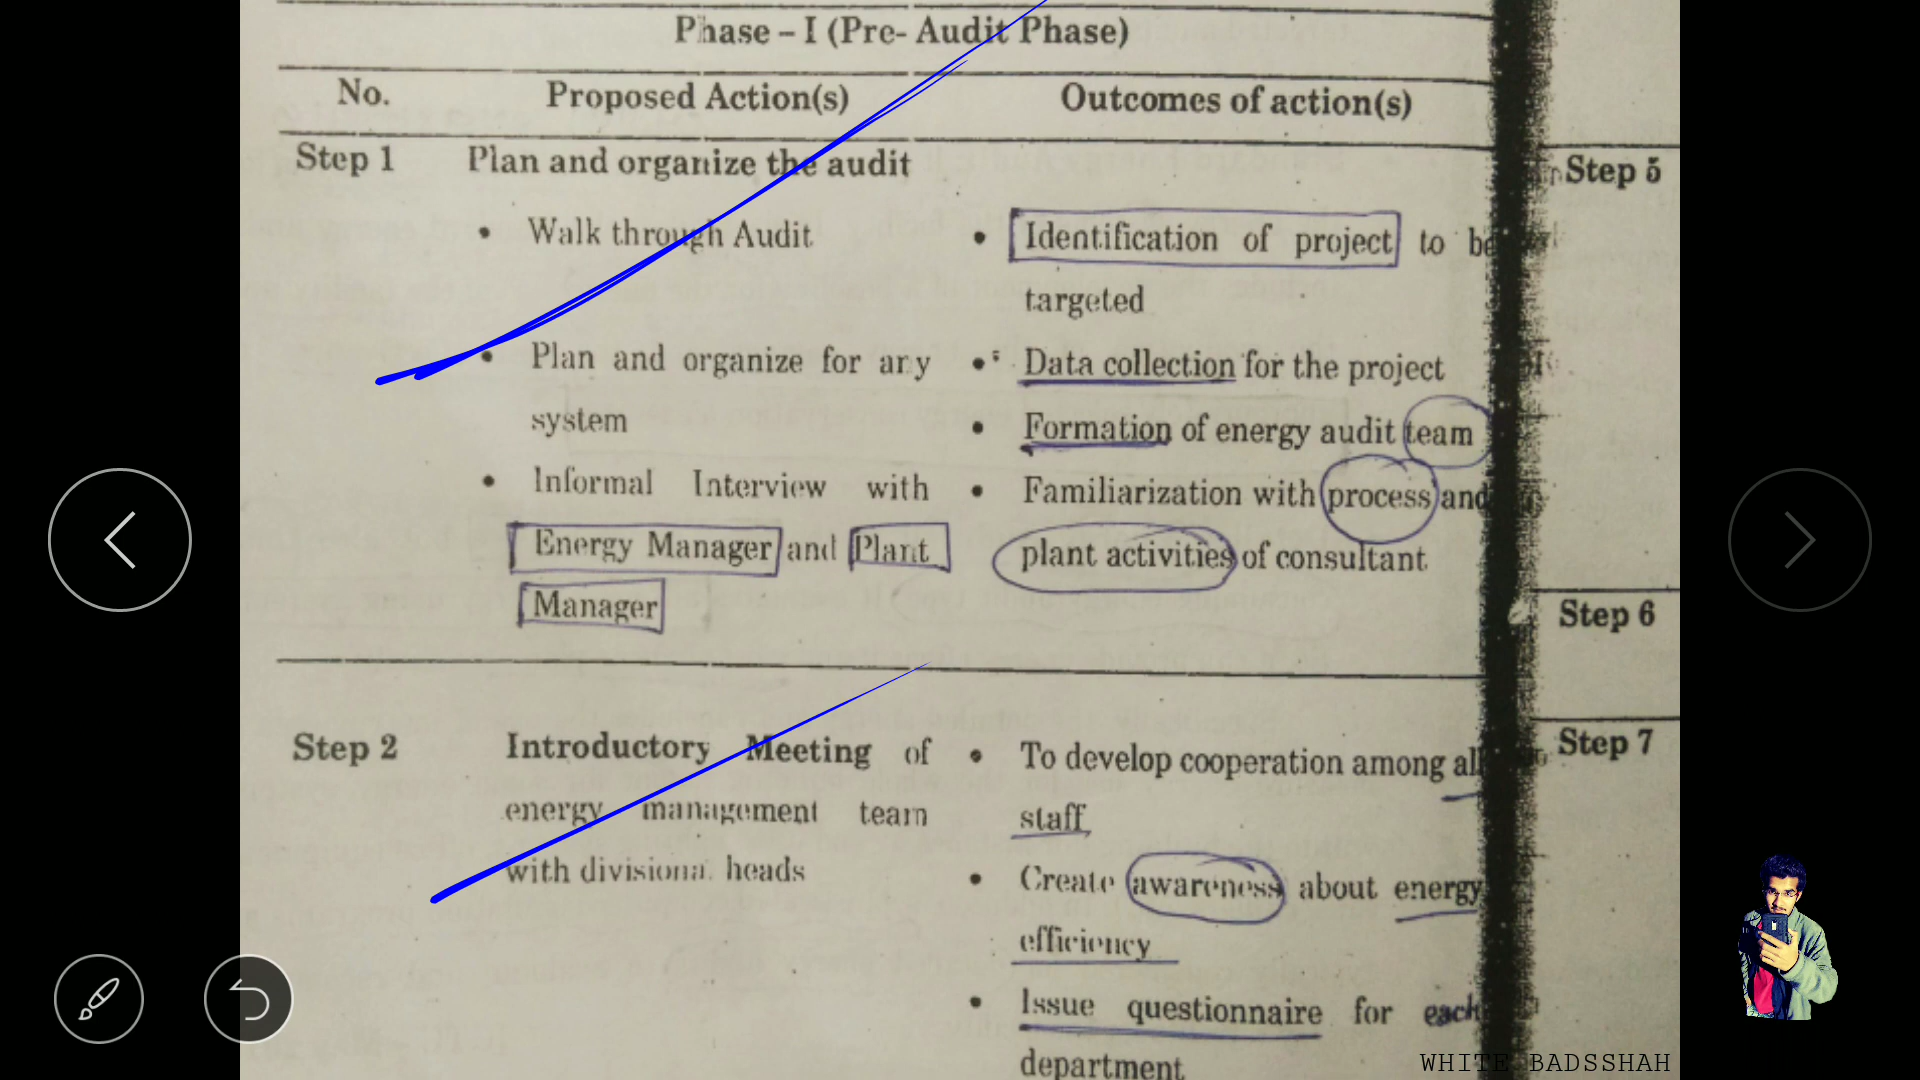 Phase – I (Pre- Audit Phase)
No. Proposed Action(s) Outcomes of action(s)
Step 1 Plan and organize the audit
• Walk through Audit
• Plan and organize for any
system
• Informal Interview with
Energy Manager and Plant
Manager
• Identification of project to be
targeted
• Data collection for the project
• Formation of energy audit team
• Familiarization with process and
plant activities of consultant
Step 2 Introductory Meeting of
energy management team
with divisional heads
• To develop cooperation among all
staff
• Create awareness about energy
efficiency
• Issue questionnaire for each
department
Step 5
Step 6
Step 7
WHITE BADSSHAH